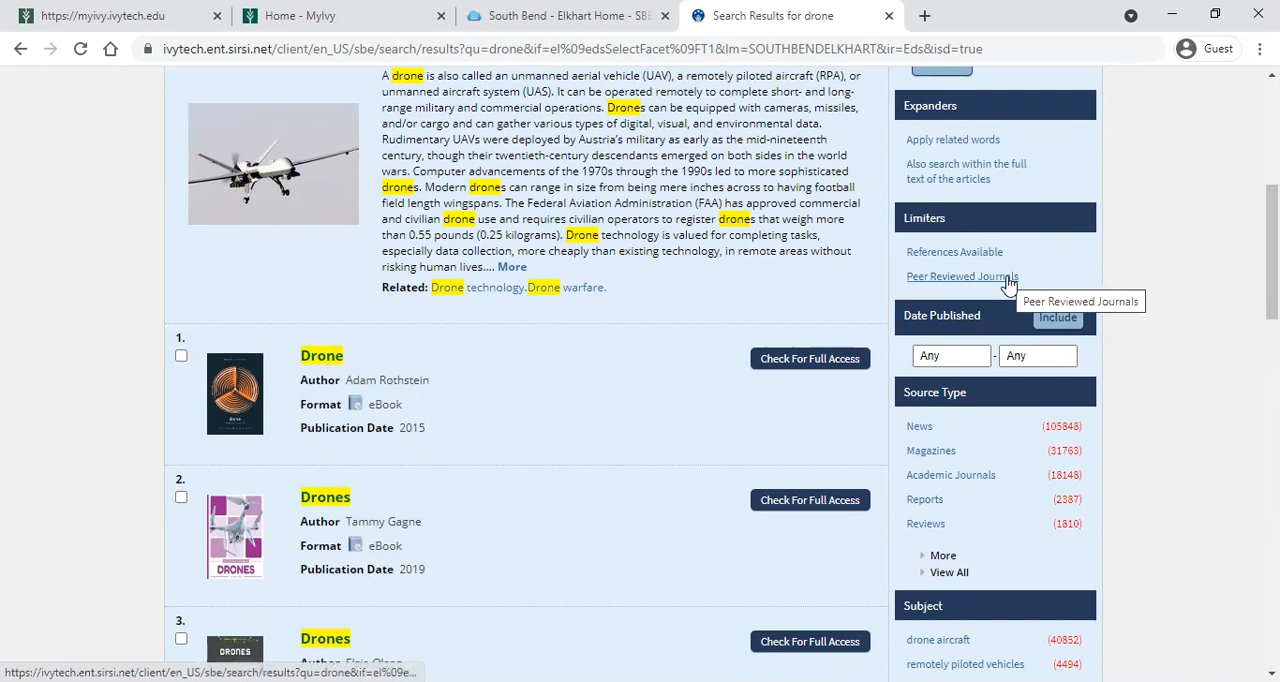 https://myivy.ivytech.edu
Home - MyIvy
South Bend - Elkhart Home - SBE
Search Results for drone
ivytech.ent.sirsi.net/client/en_US/sbe/search/results?qu=drone&if=el%09edsSelectFacet%09FT1&lm=SOUTHBENDELKHART&ir=Eds&isd=true
Guest
A drone is also called an unmanned aerial vehicle (UAV), a remotely piloted aircraft (RPA), or
unmanned aircraft system (UAS). It can be operated remotely to complete short- and long-
range military and commercial operations. Drones can be equipped with cameras, missiles,
and/or cargo and can gather various types of digital, visual, and environmental data.
Rudimentary UAVs were deployed by Austria's military as early as the mid-nineteenth
century, though their twentieth-century descendants emerged on both sides in the world
wars. Computer advancements of the 1970s through the 1990s led to more sophisticated
drones. Modern drones can range in size from being mere inches across to having football
field length wingspans. The Federal Aviation Administration (FAA) has approved commercial
and civilian drone use and requires civilian operators to register drones that weigh more
than 0.55 pounds (0.25 kilograms). Drone technology is valued for completing tasks,
especially data collection, more cheaply than existing technology, in remote areas without
risking human lives.... More
Related: Drone technology.Drone warfare.
1.
Drone
Check For Full Access
Author Adam Rothstein
Format eBook
Publication Date 2015
2.
Drones
Check For Full Access
Author Tammy Gagne
Format eBook
DRONES
Publication Date 2019
3.
Drones
Check For Full Access
DRONES
Expanders
Apply related words
Also search within the full
text of the articles
Limiters
References Available
Peer Reviewed Journals
Peer Reviewed Journals
Date Published
Include
Any - Any
Source Type
News (105848)
Magazines (31763)
Academic Journals (18148)
Reports (2387)
Reviews (1810)
More
View All
Subject
drone aircraft (40852)
remotely piloted vehicles (4494)
https://ivytech.ent.sirsi.net/client/en_US/sbe/search/results?qu=drone&if=el%09e...